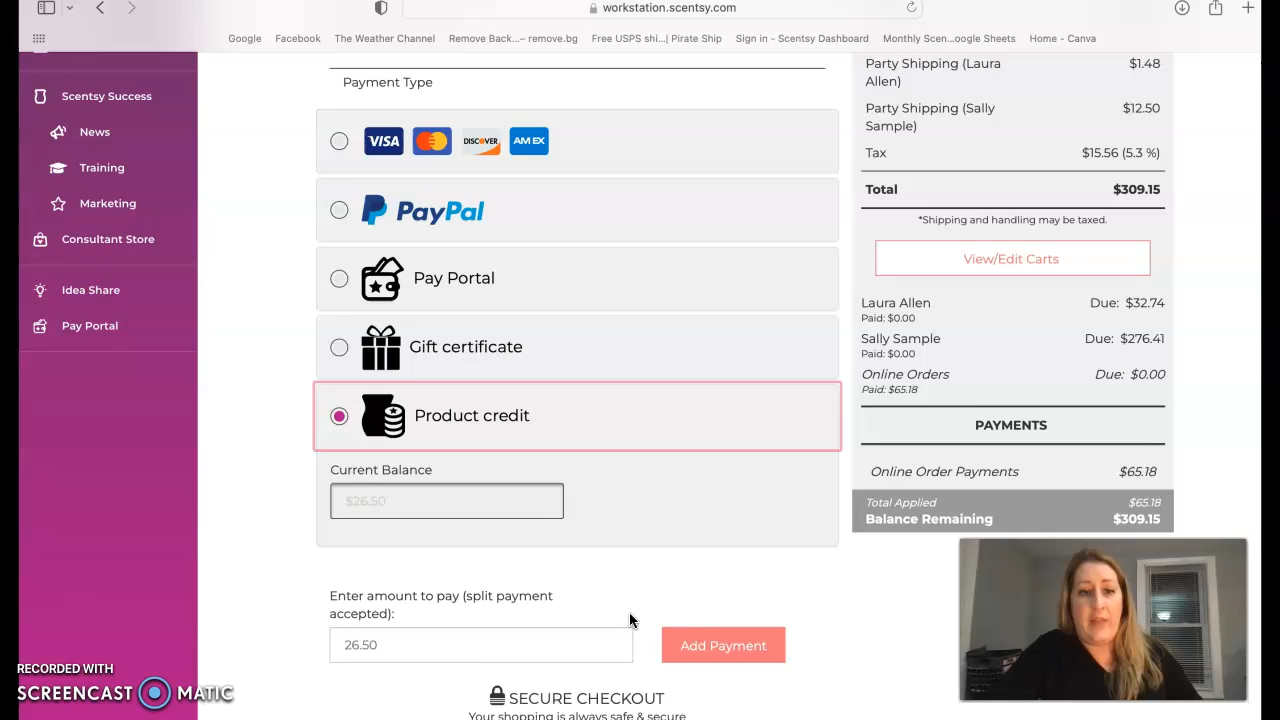 workstation.scentsy.com
Google Facebook The Weather Channel Remove Back...– remove.bg Free USPS shi...| Pirate Ship Sign in - Scentsy Dashboard Monthly Scen...oogle Sheets Home - Canva
Scentsy Success
News
Training
Marketing
Consultant Store
Idea Share
Pay Portal
Payment Type
VISA DISCOVER AMEX
PayPal
Pay Portal
Gift certificate
Product credit
Current Balance
$26.50
Enter amount to pay (split payment
accepted):
26.50
Add Payment
SECURE CHECKOUT
Your shopping is always safe & secure
Party Shipping (Laura $1.48
Allen)
Party Shipping (Sally $12.50
Sample)
Tax $15.56 (5.3 %)
Total $309.15
*Shipping and handling may be taxed.
View/Edit Carts
Laura Allen Due: $32.74
Paid: $0.00
Sally Sample Due: $276.41
Paid: $0.00
Online Orders Due: $0.00
Paid: $65.18
PAYMENTS
Online Order Payments $65.18
Total Applied $65.18
Balance Remaining $309.15
RECORDED WITH
SCREENCAST MATIC